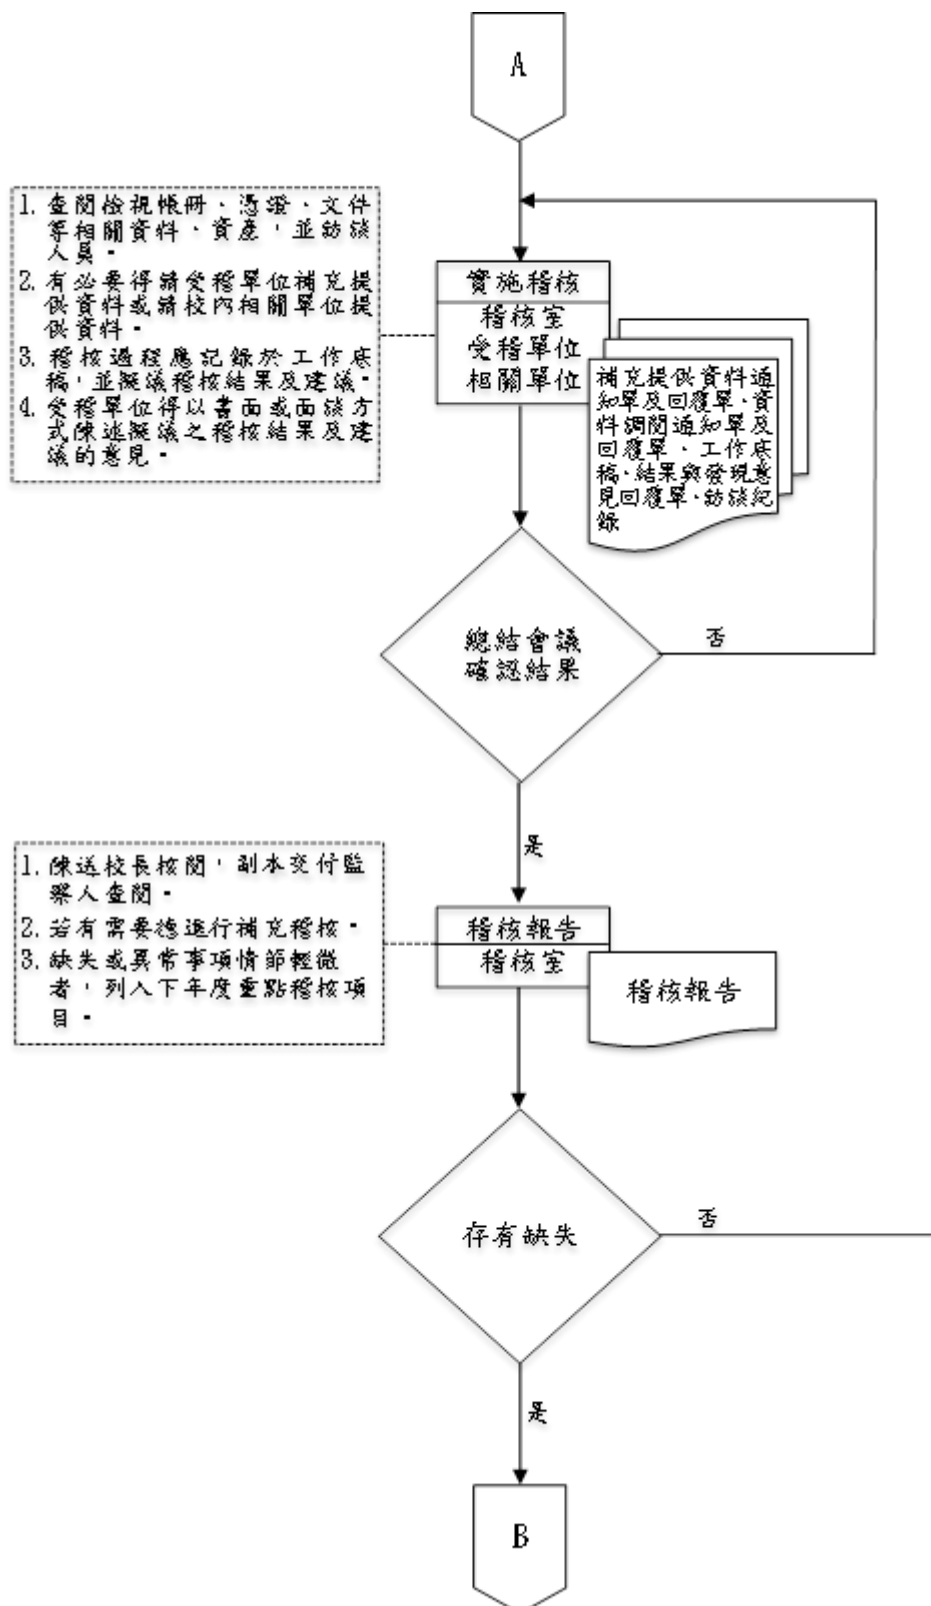 A
1. 查閱檢視帳冊、憑證、文件
等相關資料、資產，並訪談
人員。
2. 有必要得請受稽單位補充提
供資料或請校內相關單位提
供資料。
3. 稽核過程應記錄於工作底
稿，並擬議稽核結果及建議。
4. 受稽單位得以書面或面談方
式陳述擬議之稽核結果及建
議的意見。
實施稽核
稽核室
受稽單位
相關單位
補充提供資料通
知單及回覆單、資
料調閱通知單及
回覆單、工作底
稿、結果與發現意
見回覆單、訪談紀
錄
總結會議
確認結果
否
是
1. 陳送校長核閱，副本交付監
察人查閱。
2. 若有需要應進行補充稽核。
3. 缺失或異常事項情節輕微
者，列入下年度重點稽核項
目。
稽核報告
稽核室
稽核報告
存有缺失
否
是
B